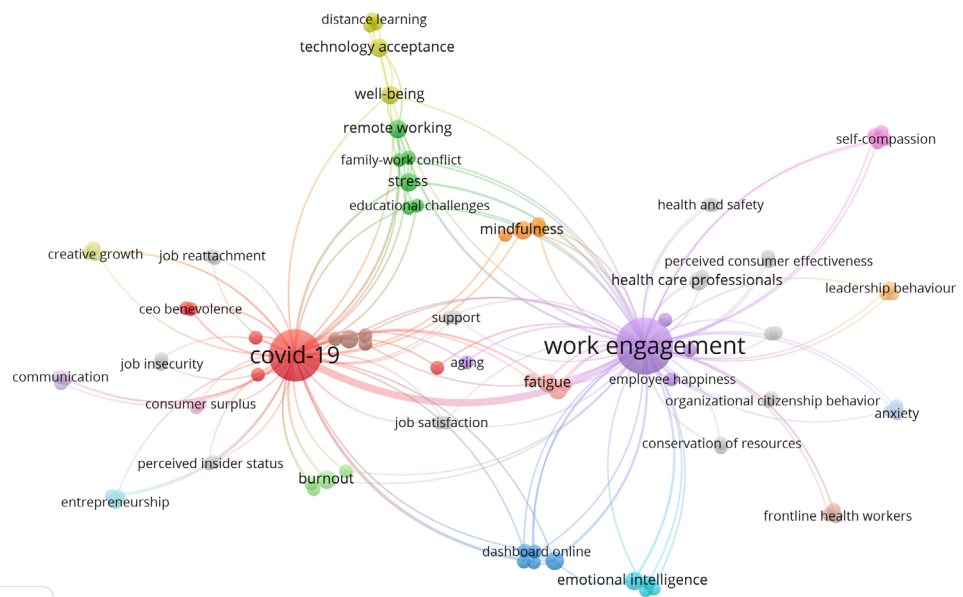 distance learning
technology acceptance
well-being
remote working
self-compassion
family-work conflict
stress
educational challenges
health and safety
mindfulness
creative growth
job reattachment
perceived consumer effectiveness
health care professionals
leadership behaviour
ceo benevolence
support
work engagement
covid-19
job insecurity
aging
communication
fatigue
employee happiness
consumer surplus
organizational citizenship behavior
anxiety
job satisfaction
conservation of resources
perceived insider status
burnout
entrepreneurship
frontline health workers
dashboard online
emotional intelligence